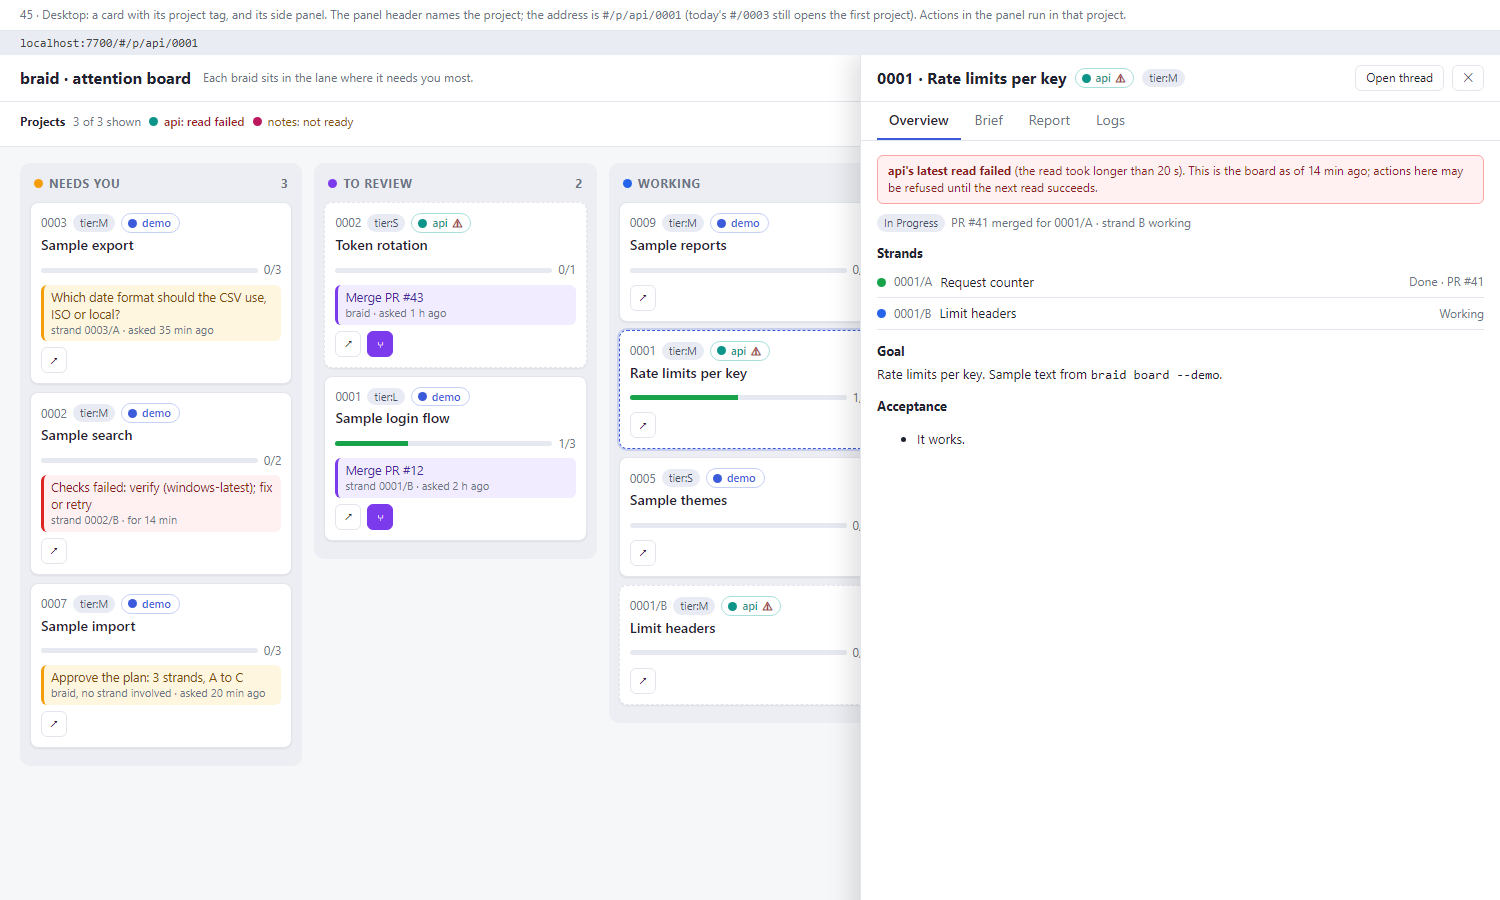 45 · Desktop: a card with its project tag, and its side panel. The panel header names the project; the address is #/p/api/0001 (today's #/0003 still opens the first project). Actions in the panel run in that project.
localhost:7700/#/p/api/0001
braid · attention board
Each braid sits in the lane where it needs you most.
Projects 3 of 3 shown api: read failed notes: not ready
NEEDS YOU 3
0003 tier:M demo
Sample export
0/3
Which date format should the CSV use,
ISO or local?
strand 0003/A · asked 35 min ago
↗
0002 tier:M demo
Sample search
0/2
Checks failed: verify (windows-latest); fix
or retry
strand 0002/B · for 14 min
↗
0007 tier:M demo
Sample import
0/3
Approve the plan: 3 strands, A to C
braid, no strand involved · asked 20 min ago
↗
TO REVIEW 2
0002 tier:S api ⚠
Token rotation
0/1
Merge PR #43
braid · asked 1 h ago
↗
0001 tier:L demo
Sample login flow
1/3
Merge PR #12
strand 0001/B · asked 2 h ago
↗
WORKING
0009 tier:M demo
Sample reports
0/
↗
0001 tier:M api ⚠
Rate limits per key
1/
↗
0005 tier:S demo
Sample themes
0/
↗
0001/B tier:M api ⚠
Limit headers
0/
↗
0001 · Rate limits per key api ⚠ tier:M
Open thread ×
Overview Brief Report Logs
api's latest read failed (the read took longer than 20 s). This is the board as of 14 min ago; actions here may
be refused until the next read succeeds.
In Progress PR #41 merged for 0001/A · strand B working
Strands
0001/A Request counter Done · PR #41
0001/B Limit headers Working
Goal
Rate limits per key. Sample text from braid board --demo.
Acceptance
• It works.